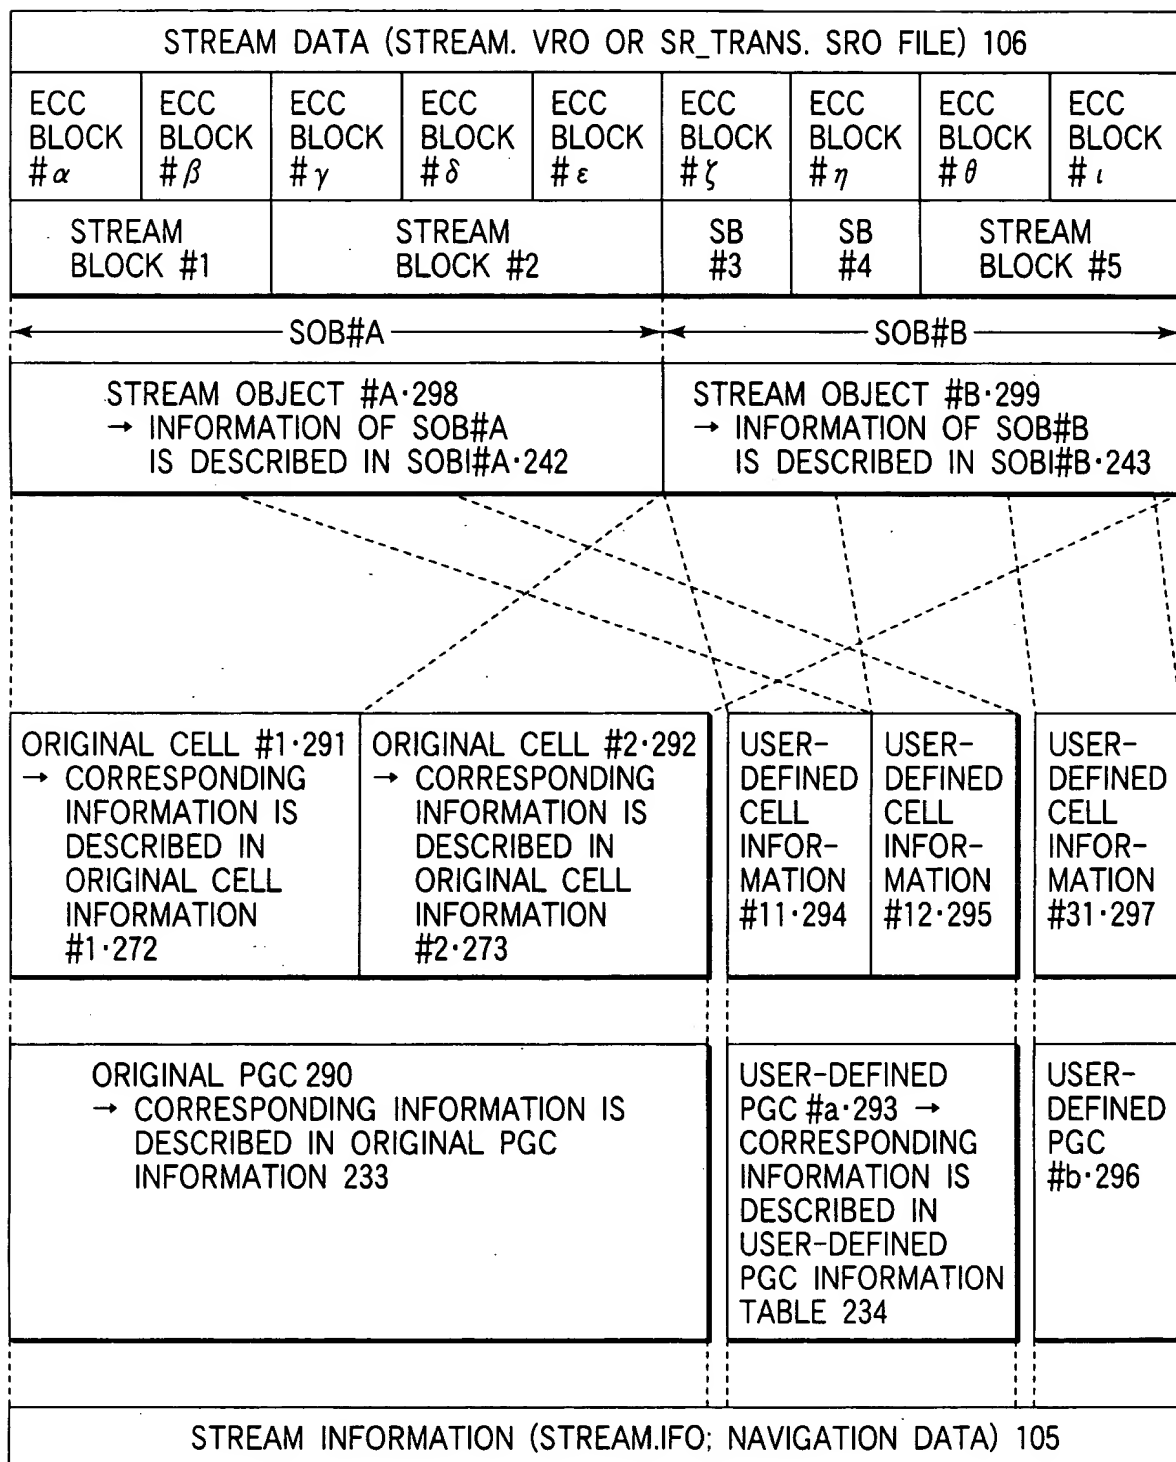 STREAM DATA (STREAM. VRO OR SR_TRANS. SRO FILE) 106
ECC
BLOCK
#α
ECC
BLOCK
#β
ECC
BLOCK
#γ
ECC
BLOCK
#δ
ECC
BLOCK
#ε
ECC
BLOCK
#ζ
ECC
BLOCK
#η
ECC
BLOCK
#θ
ECC
BLOCK
#ι
STREAM
BLOCK #1
STREAM
BLOCK #2
SB
#3
SB
#4
STREAM
BLOCK #5
SOB#A
SOB#B
STREAM OBJECT #A·298
→ INFORMATION OF SOB#A
IS DESCRIBED IN SOBI#A·242
STREAM OBJECT #B·299
→ INFORMATION OF SOB#B
IS DESCRIBED IN SOBI#B·243
ORIGINAL CELL #1·291
→ CORRESPONDING
INFORMATION IS
DESCRIBED IN
ORIGINAL CELL
INFORMATION
#1·272
ORIGINAL CELL #2·292
→ CORRESPONDING
INFORMATION IS
DESCRIBED IN
ORIGINAL CELL
INFORMATION
#2·273
USER-
DEFINED
CELL
INFOR-
MATION
#11·294
USER-
DEFINED
CELL
INFOR-
MATION
#12·295
USER-
DEFINED
CELL
INFOR-
MATION
#31·297
ORIGINAL PGC 290
→ CORRESPONDING INFORMATION IS
DESCRIBED IN ORIGINAL PGC
INFORMATION 233
USER-DEFINED
PGC #a·293 →
CORRESPONDING
INFORMATION IS
DESCRIBED IN
USER-DEFINED
PGC INFORMATION
TABLE 234
USER-
DEFINED
PGC
#b·296
STREAM INFORMATION (STREAM.IFO; NAVIGATION DATA) 105